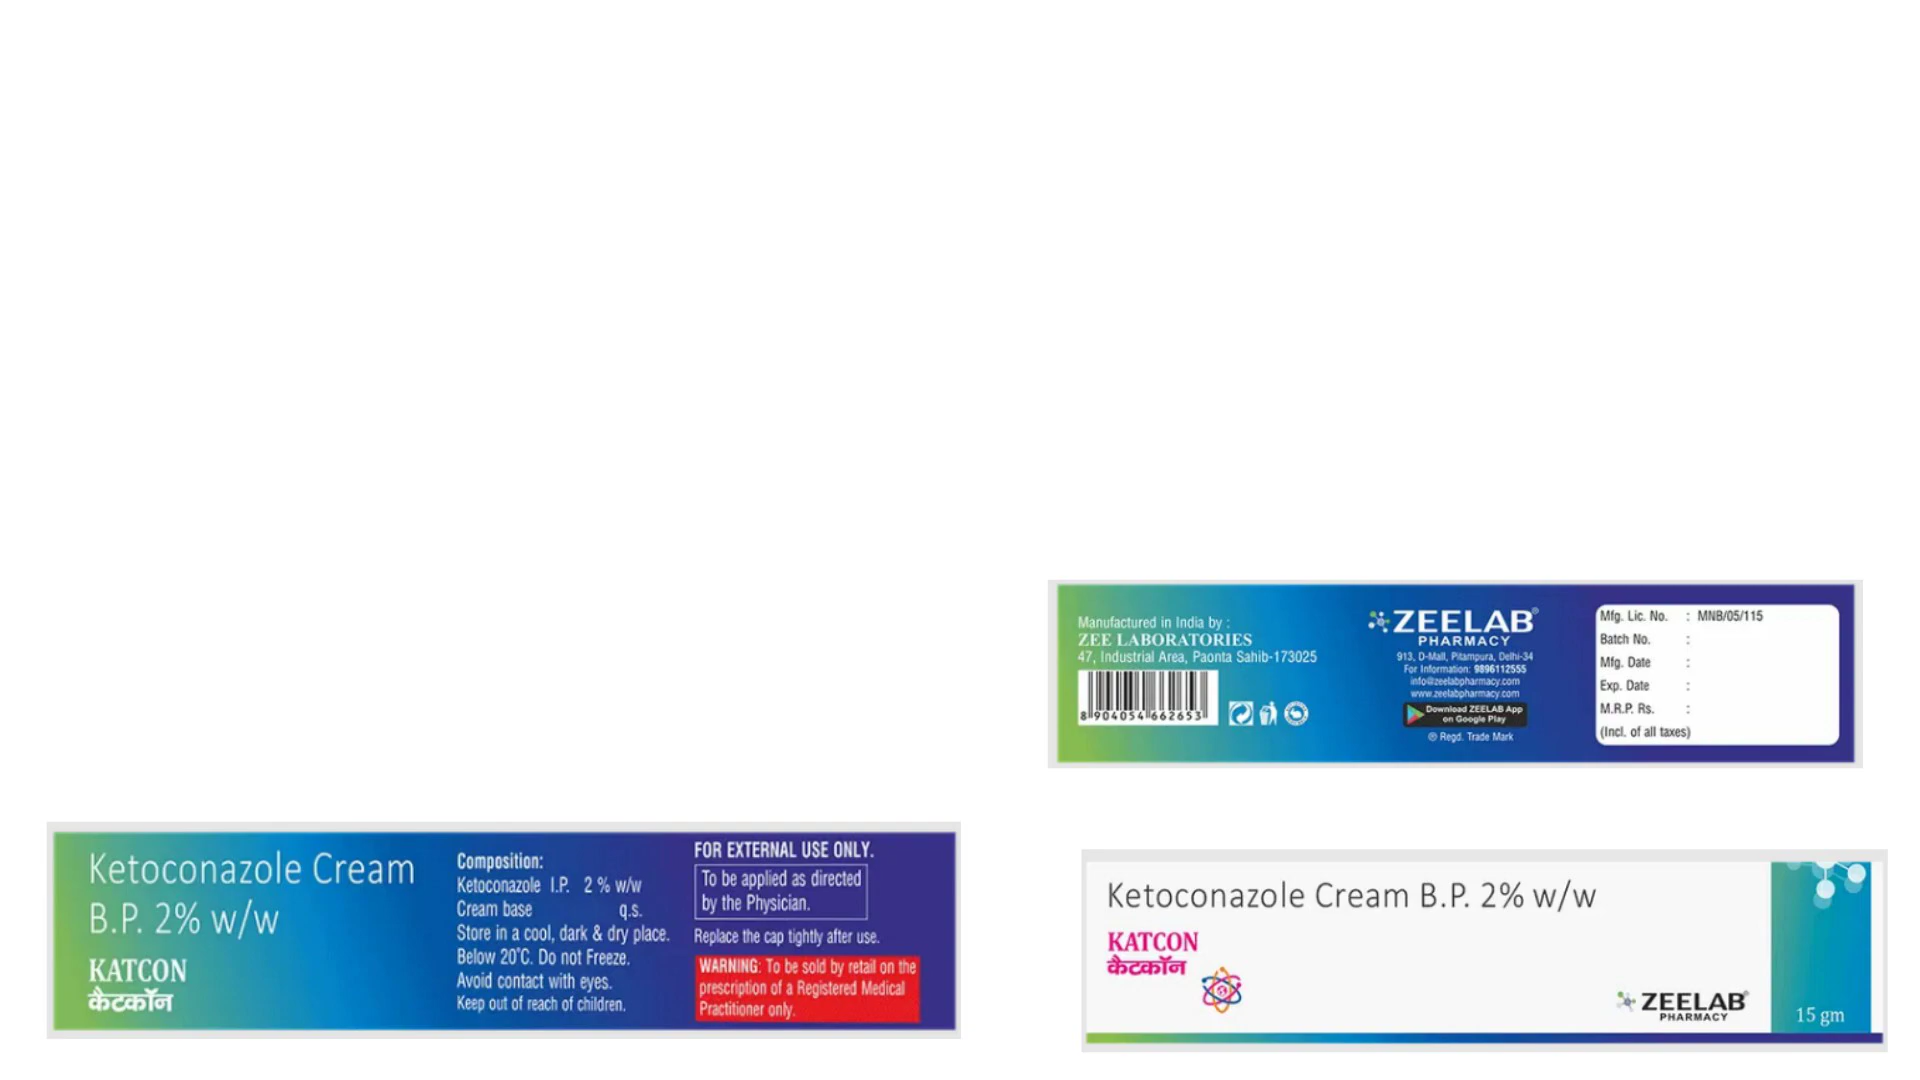 Manufactured in India by :
ZEE LABORATORIES
47, Industrial Area, Paonta Sahib-173025
8 904054 662653
ZEELAB®
PHARMACY
913, D-Mall, Pitampura, Delhi-34
For Information: 9896112555
info@zeelabpharmacy.com
www.zeelabpharmacy.com
Download ZEELAB App
on Google Play
® Regd. Trade Mark
Mfg. Lic. No. : MNB/05/115
Batch No. :
Mfg. Date :
Exp. Date :
M.R.P. Rs. :
(Incl. of all taxes)
Ketoconazole Cream
B.P. 2% w/w
KATCON
कैटकॉन
Composition:
Ketoconazole I.P. 2 % w/w
Cream base q.s.
Store in a cool, dark & dry place.
Below 20°C. Do not Freeze.
Avoid contact with eyes.
Keep out of reach of children.
FOR EXTERNAL USE ONLY.
To be applied as directed
by the Physician.
Replace the cap tightly after use.
WARNING: To be sold by retail on the
prescription of a Registered Medical
Practitioner only.
Ketoconazole Cream B.P. 2% w/w
KATCON
कैटकॉन
ZEELAB®
PHARMACY
15 gm